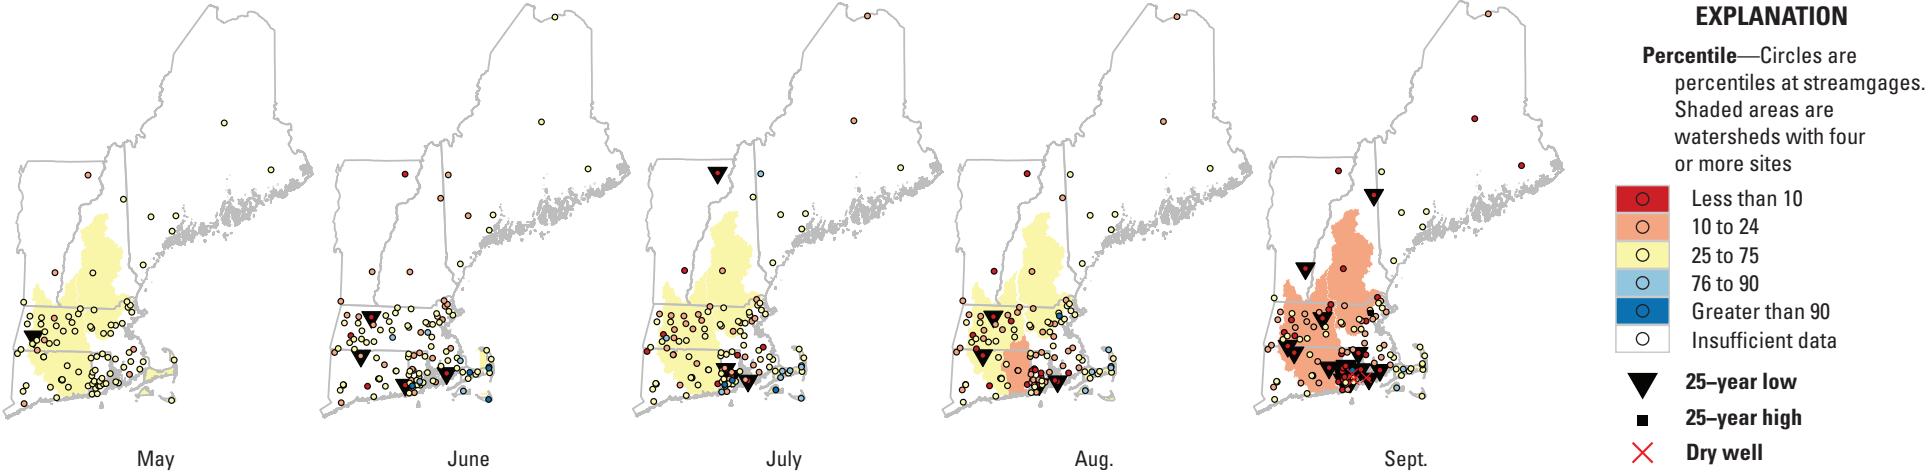 EXPLANATION
Percentile—Circles are
percentiles at streamgages.
Shaded areas are
watersheds with four
or more sites
Less than 10
10 to 24
25 to 75
76 to 90
Greater than 90
Insufficient data
25–year low
25–year high
Dry well
May
June
July
Aug.
Sept.